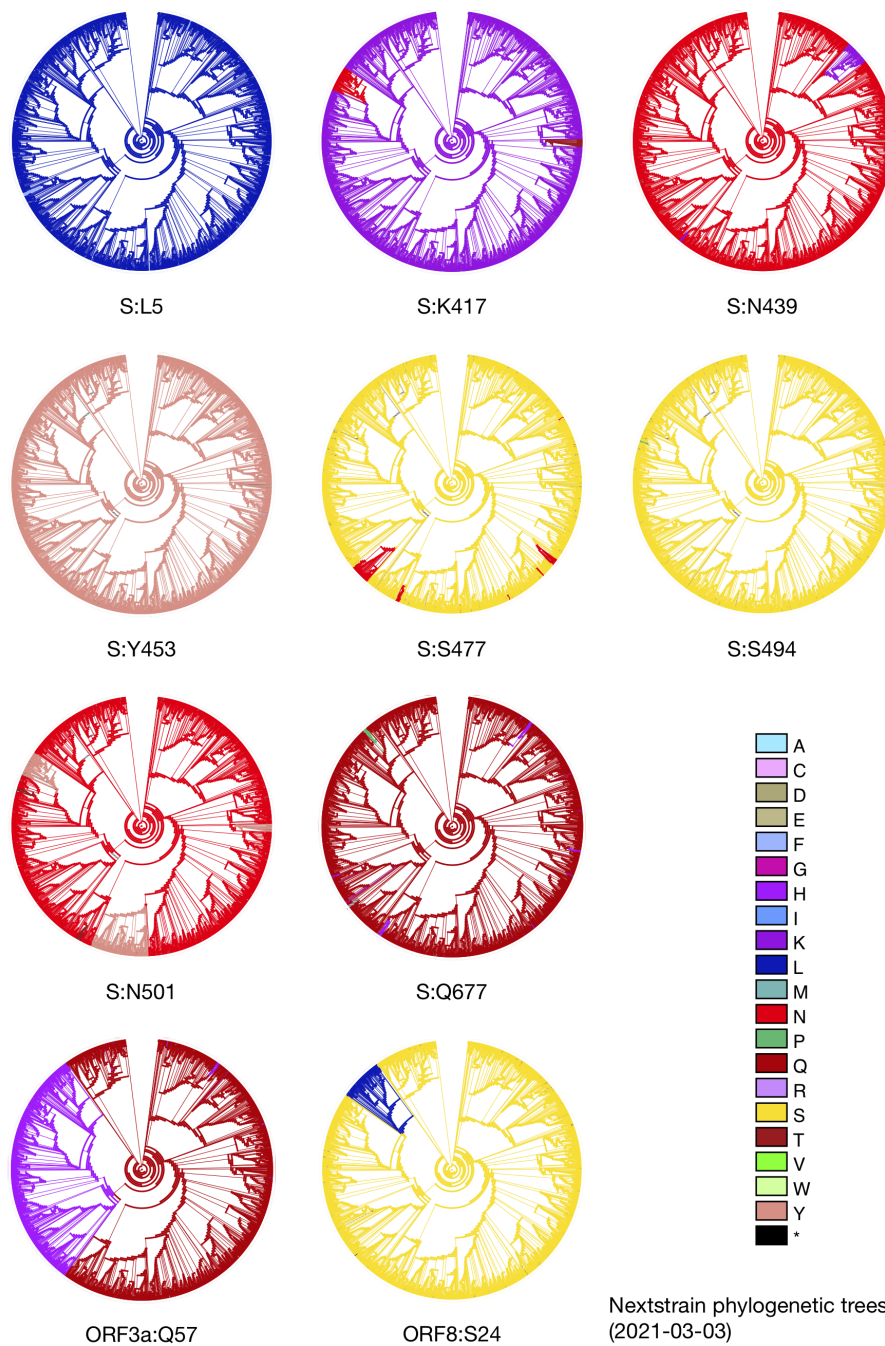 S:L5
S:K417
S:N439
S:Y453
S:S477
S:S494
S:N501
S:Q677
A
C
D
E
F
G
H
I
K
L
M
N
P
Q
R
S
T
V
W
Y
*
ORF3a:Q57
ORF8:S24
Nextstrain phylogenetic trees
(2021-03-03)